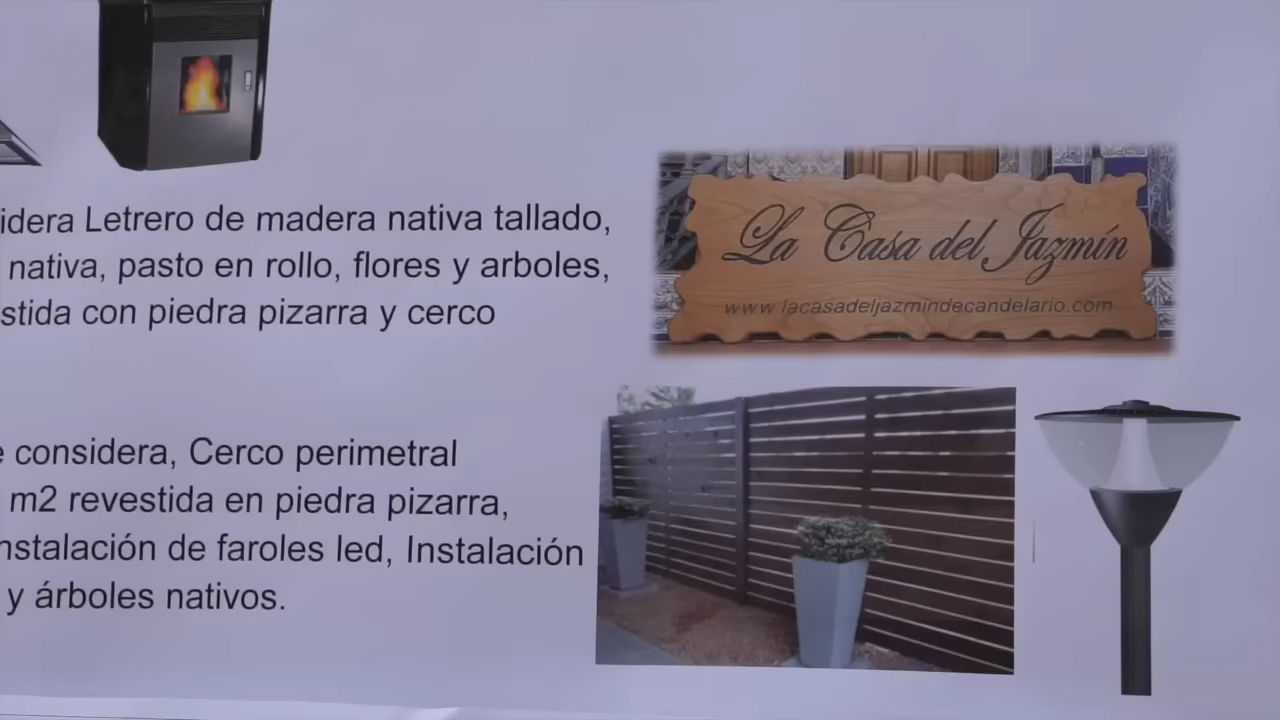 idera Letrero de madera nativa tallado,
nativa, pasto en rollo, flores y arboles,
stida con piedra pizarra y cerco
La Casa del Jazmín
www.lacasadeljazmindecandelario.com
considera, Cerco perimetral
m2 revestida en piedra pizarra,
nstalación de faroles led, Instalación
y árboles nativos.